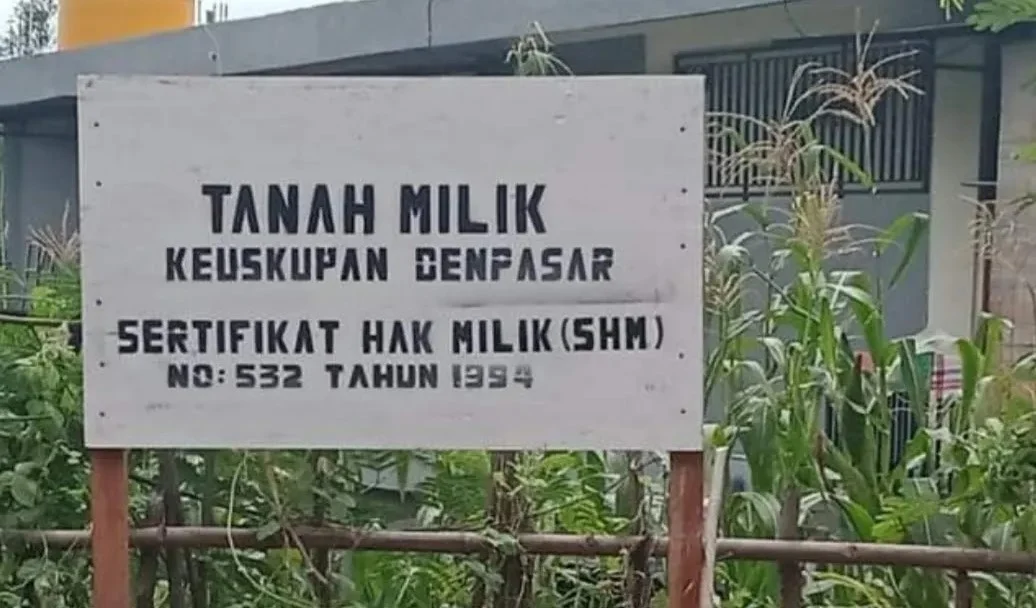 TANAH MILIK
KEUSKUPAN DENPASAR
SERTIFIKAT HAK MILIK (SHM)
NO: 532 TAHUN 1994